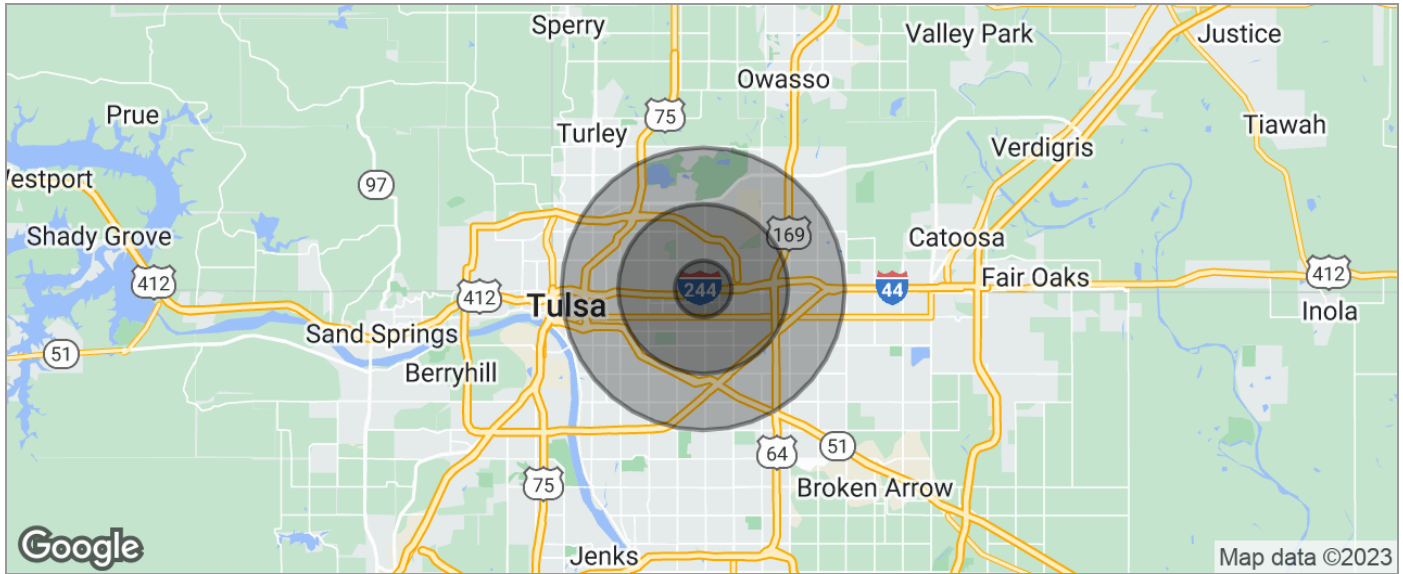 Sperry
Valley Park
Justice
Owasso
Prue
75
Turley
Tiawah
Verdigris
Westport
97
169
Shady Grove
Catoosa
412
412
244
44
Fair Oaks
412
Tulsa
Inola
Sand Springs
51
Berryhill
64
51
75
Broken Arrow
Google
Jenks
Map data ©2023